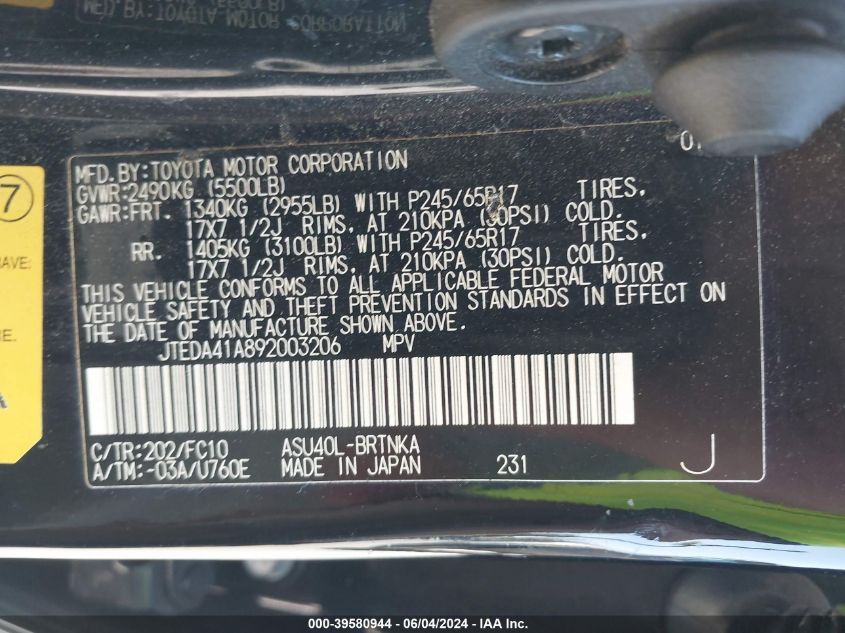 MFD.BY:TOYOTA MOTOR CORPORATION
GVWR:2490KG (5500LB)
GAWR:FRT. 1340KG (2955LB) WITH P245/65R17 TIRES,
17X7 1/2J RIMS, AT 210KPA (30PSI) COLD.
RR. 1405KG (3100LB) WITH P245/65R17 TIRES,
17X7 1/2J RIMS, AT 210KPA (30PSI) COLD.
THIS VEHICLE CONFORMS TO ALL APPLICABLE FEDERAL MOTOR
VEHICLE SAFETY AND THEFT PREVENTION STANDARDS IN EFFECT ON
THE DATE OF MANUFACTURE SHOWN ABOVE.
JTEDA41A892003206 MPV
C/TR:202/FC10 ASU40L-BRTNKA
A/TM:-03A/U760E MADE IN JAPAN 231 J
7
000-39580944 - 06/04/2024 - IAA Inc.